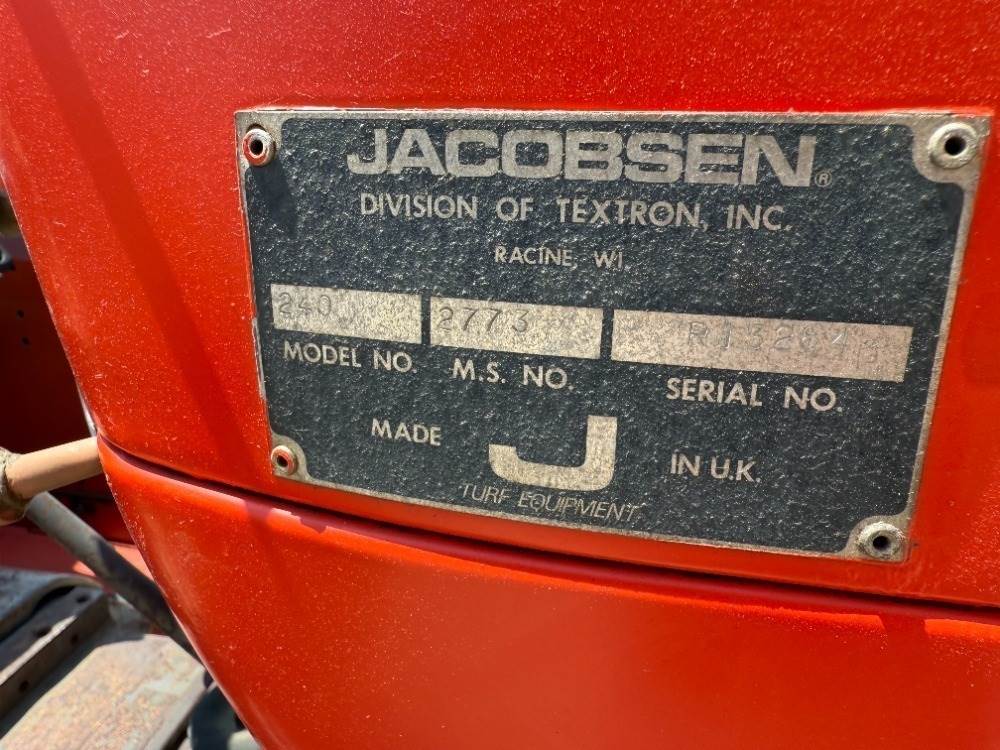 JACOBSEN®
DIVISION OF TEXTRON, INC.
RACINE, WI.
2773
MODEL NO. M.S. NO. SERIAL NO.
MADE J IN U.K.
TURF EQUIPMENT